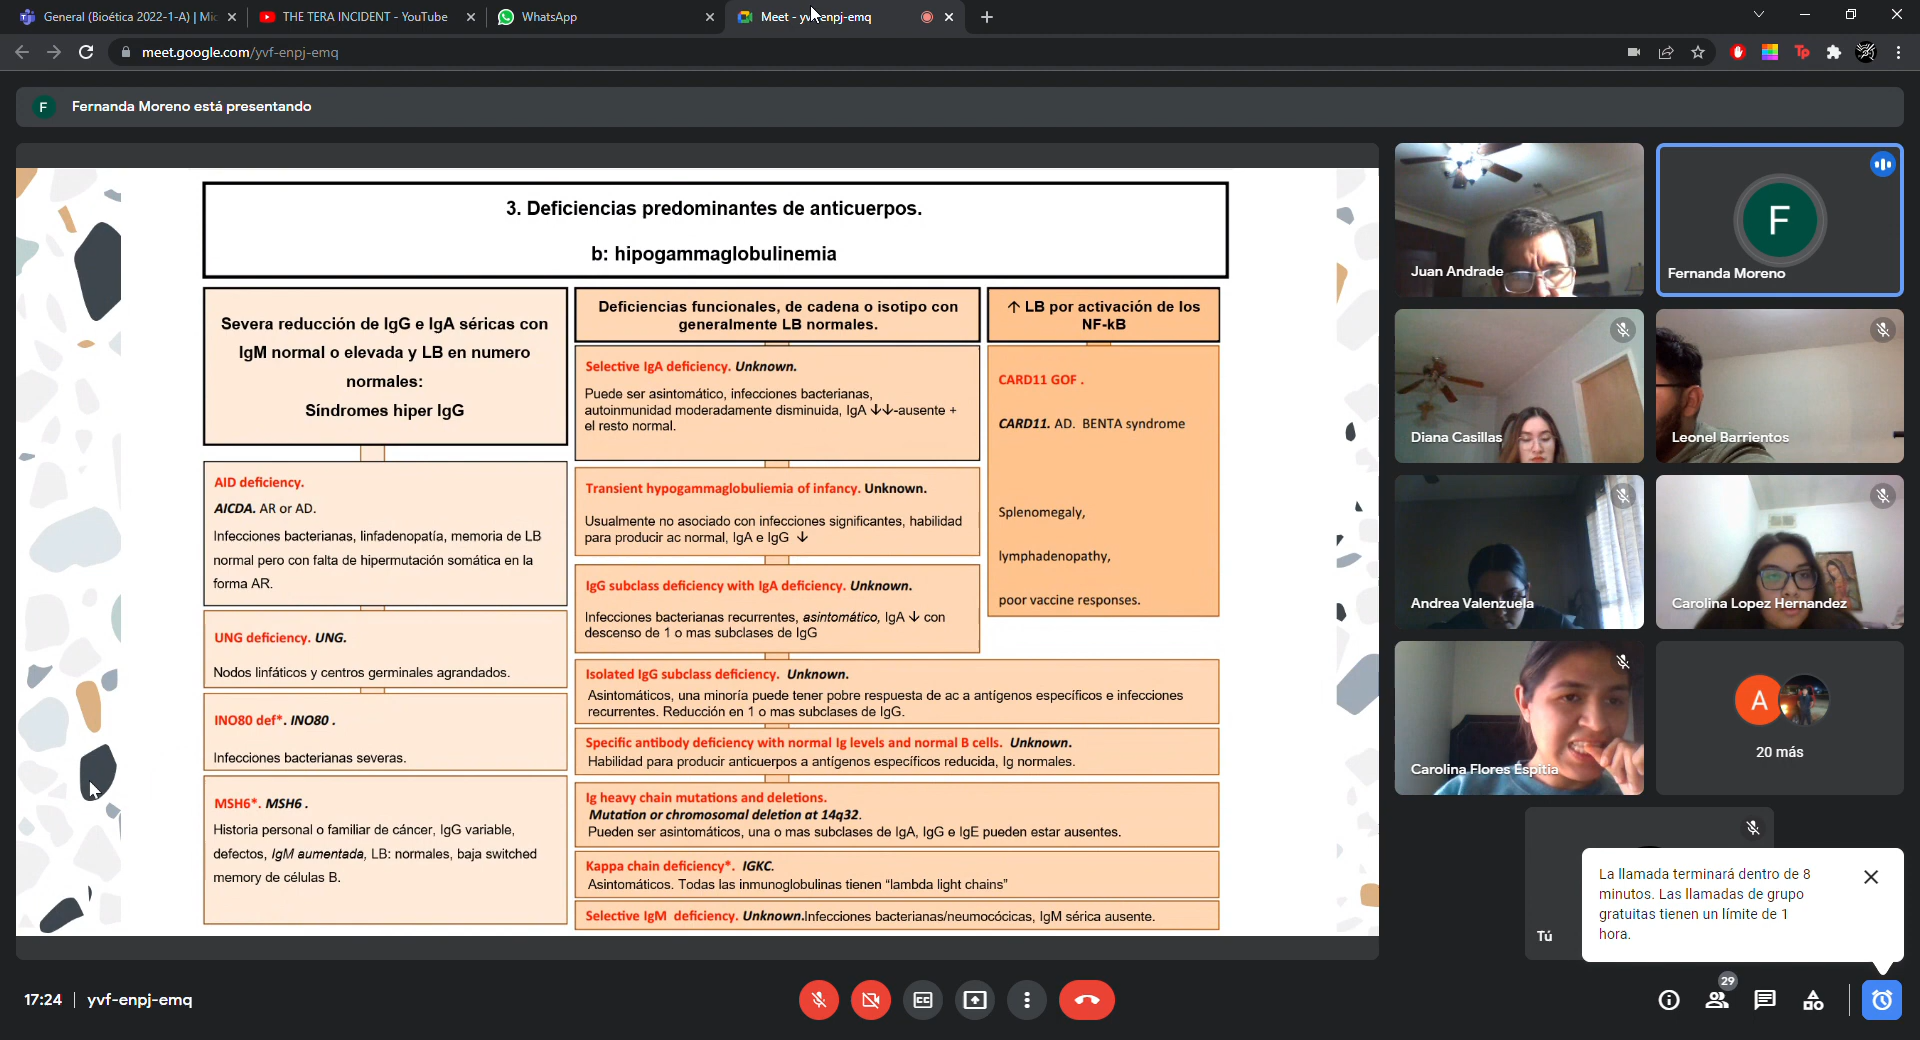 General (Bioética 2022-1-A) | Mic
THE TERA INCIDENT - YouTube
WhatsApp
Meet - yvf-enpj-emq
meet.google.com/yvf-enpj-emq
F
Fernanda Moreno está presentando
3. Deficiencias predominantes de anticuerpos.
b: hipogammaglobulinemia
Severa reducción de IgG e IgA séricas con
IgM normal o elevada y LB en numero
normales:
Síndromes hiper IgG
AID deficiency.
AICDA. AR or AD.
Infecciones bacterianas, linfadenopatía, memoria de LB
normal pero con falta de hipermutación somática en la
forma AR.
UNG deficiency. UNG.
Nodos linfáticos y centros germinales agrandados.
INO80 def*. INO80 .
Infecciones bacterianas severas.
MSH6*. MSH6 .
Historia personal o familiar de cáncer, IgG variable,
defectos, IgM aumentada, LB: normales, baja switched
memory de células B.
Deficiencias funcionales, de cadena o isotipo con
generalmente LB normales.
Selective IgA deficiency. Unknown.
Puede ser asintomático, infecciones bacterianas,
autoinmunidad moderadamente disminuida, IgA ↓↓-ausente +
el resto normal.
Transient hypogammaglobuliemia of infancy. Unknown.
Usualmente no asociado con infecciones significantes, habilidad
para producir ac normal, IgA e IgG ↓
IgG subclass deficiency with IgA deficiency. Unknown.
Infecciones bacterianas recurrentes, asintomático, IgA ↓ con
descenso de 1 o mas subclases de IgG
Isolated IgG subclass deficiency. Unknown.
Asintomáticos, una minoría puede tener pobre respuesta de ac a antígenos específicos e infecciones
recurrentes. Reducción en 1 o mas subclases de IgG.
Specific antibody deficiency with normal Ig levels and normal B cells. Unknown.
Habilidad para producir anticuerpos a antígenos específicos reducida, Ig normales.
Ig heavy chain mutations and deletions.
Mutation or chromosomal deletion at 14q32.
Pueden ser asintomáticos, una o mas subclases de IgA, IgG e IgE pueden estar ausentes.
Kappa chain deficiency*. IGKC.
Asintomáticos. Todas las inmunoglobulinas tienen “lambda light chains”
Selective IgM deficiency. Unknown.Infecciones bacterianas/neumocócicas, IgM sérica ausente.
↑ LB por activación de los
NF-kB
CARD11 GOF .
CARD11. AD. BENTA syndrome
Splenomegaly,
lymphadenopathy,
poor vaccine responses.
Juan Andrade
F
Fernanda Moreno
Diana Casillas
Leonel Barrientos
Andrea Valenzuela
Carolina Lopez Hernandez
Carolina Flores Espitia
A
20 más
Tú
La llamada terminará dentro de 8
minutos. Las llamadas de grupo
gratuitas tienen un límite de 1
hora.
17:24 | yvf-enpj-emq
29